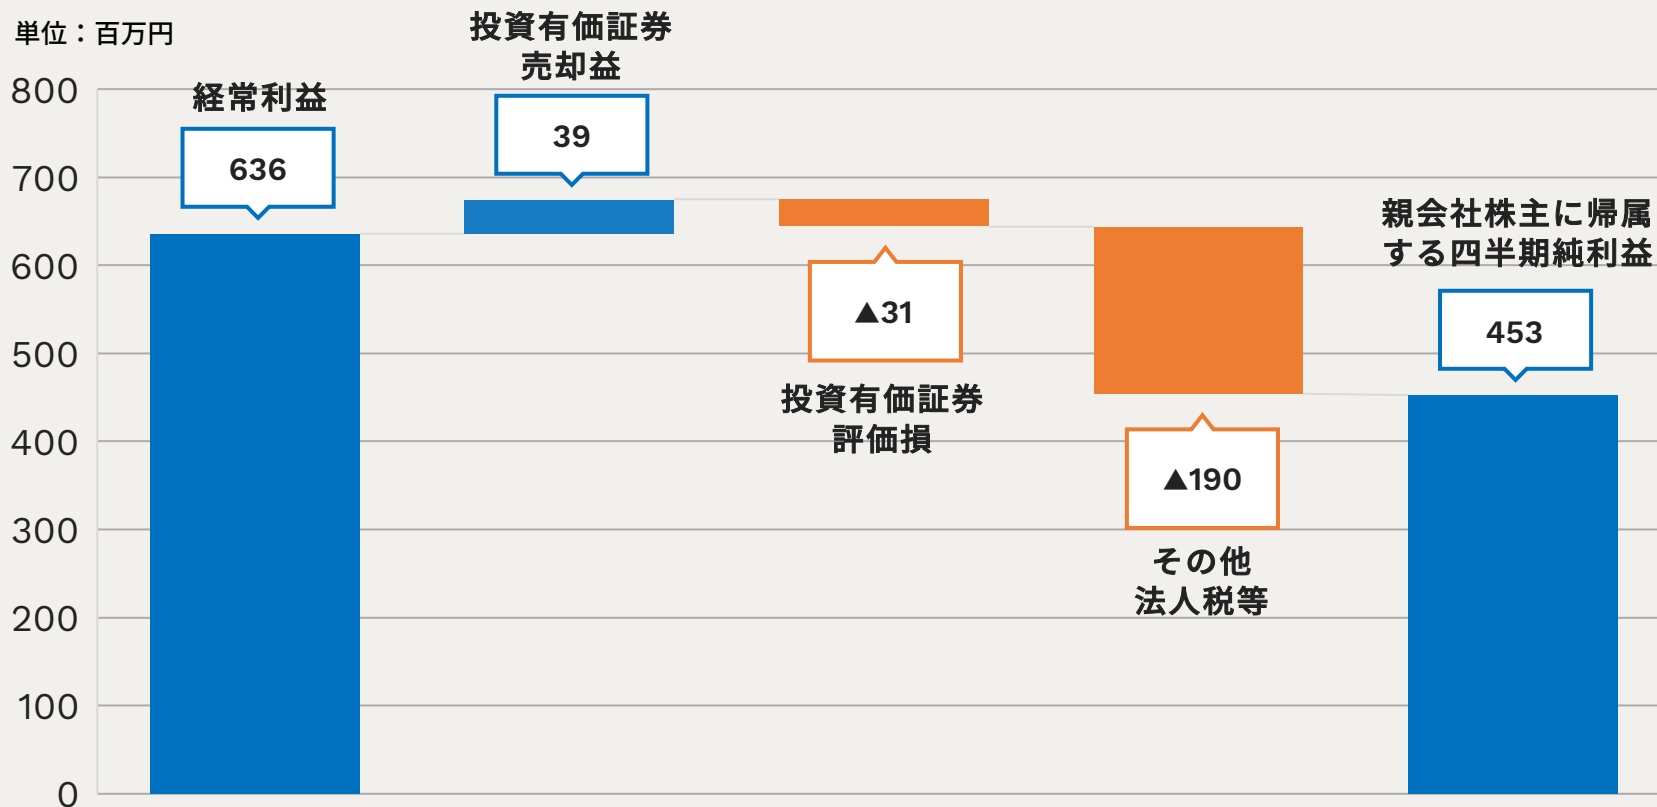 単位：百万円
投資有価証券
売却益
経常利益
800
700
600
500
400
300
200
100
0
636
39
▲31
投資有価証券
評価損
▲190
その他
法人税等
親会社株主に帰属
する四半期純利益
453